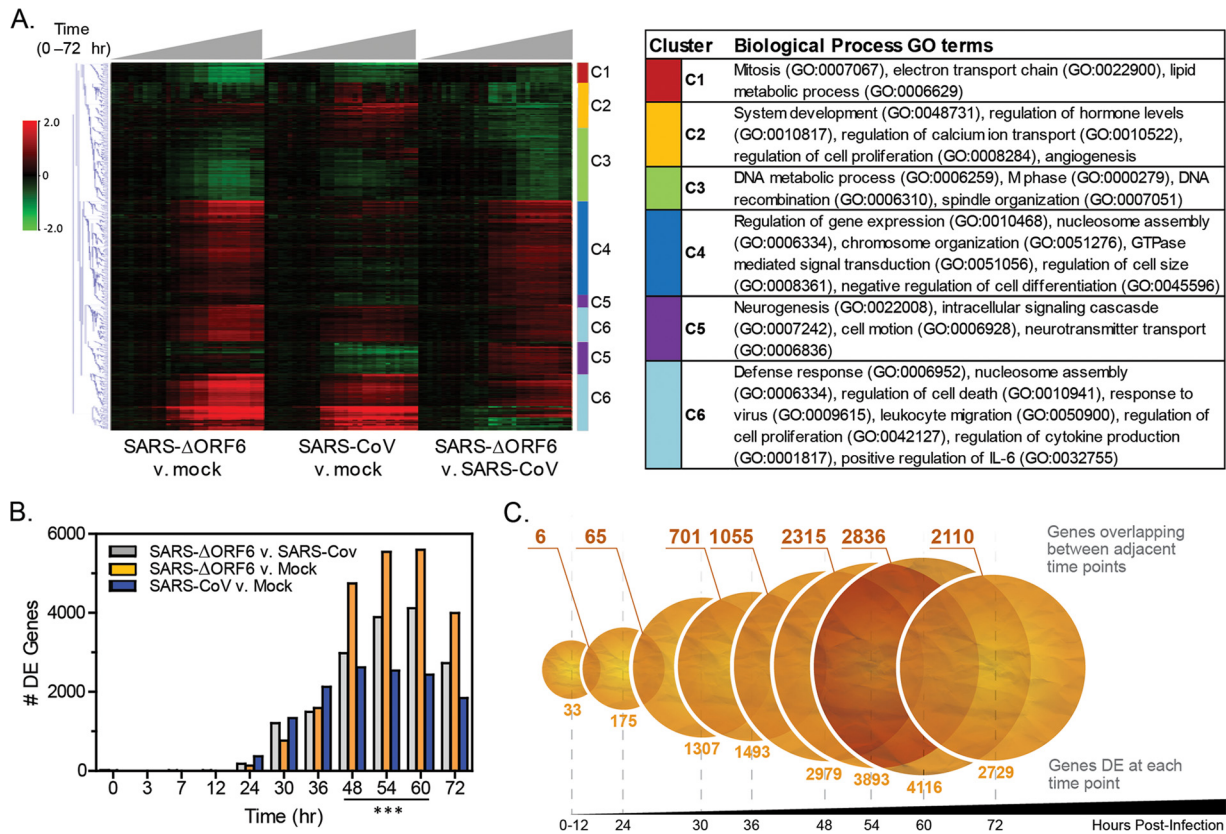 A.
Time
(0 –72 hr)
2.0
0
-2.0
C1
C2
C3
C4
C5
C6
C5
C6
SARS-ΔORF6
v. mock
SARS-CoV
v. mock
SARS-ΔORF6
v. SARS-CoV
Cluster Biological Process GO terms
C1
Mitosis (GO:0007067), electron transport chain (GO:0022900), lipid
metabolic process (GO:0006629)
C2
System development (GO:0048731), regulation of hormone levels
(GO:0010817), regulation of calcium ion transport (GO:0010522),
regulation of cell proliferation (GO:0008284), angiogenesis
C3
DNA metabolic process (GO:0006259), M phase (GO:0000279), DNA
recombination (GO:0006310), spindle organization (GO:0007051)
C4
Regulation of gene expression (GO:0010468), nucleosome assembly
(GO:0006334), chromosome organization (GO:0051276), GTPase
mediated signal transduction (GO:0051056), regulation of cell size
(GO:0008361), negative regulation of cell differentiation (GO:0045596)
C5
Neurogenesis (GO:0022008), intracellular signaling cascasde
(GO:0007242), cell motion (GO:0006928), neurotransmitter transport
(GO:0006836)
C6
Defense response (GO:0006952), nucleosome assembly
(GO:0006334), regulation of cell death (GO:0010941), response to
virus (GO:0009615), leukocyte migration (GO:0050900), regulation of
cell proliferation (GO:0042127), regulation of cytokine production
(GO:0001817), positive regulation of IL-6 (GO:0032755)
B.
# DE Genes
6000
4000
2000
0
SARS-ΔORF6 v. SARS-Cov
SARS-ΔORF6 v. Mock
SARS-CoV v. Mock
0 3 7 12 24 30 36 48 54 60 72
Time (hr)
***
C.
6 65 701 1055 2315 2836 2110
Genes overlapping
between adjacent
time points
33 175 1307 1493 2979 3893 4116 2729
Genes DE at each
time point
0-12 24 30 36 48 54 60 72 Hours Post-Infection